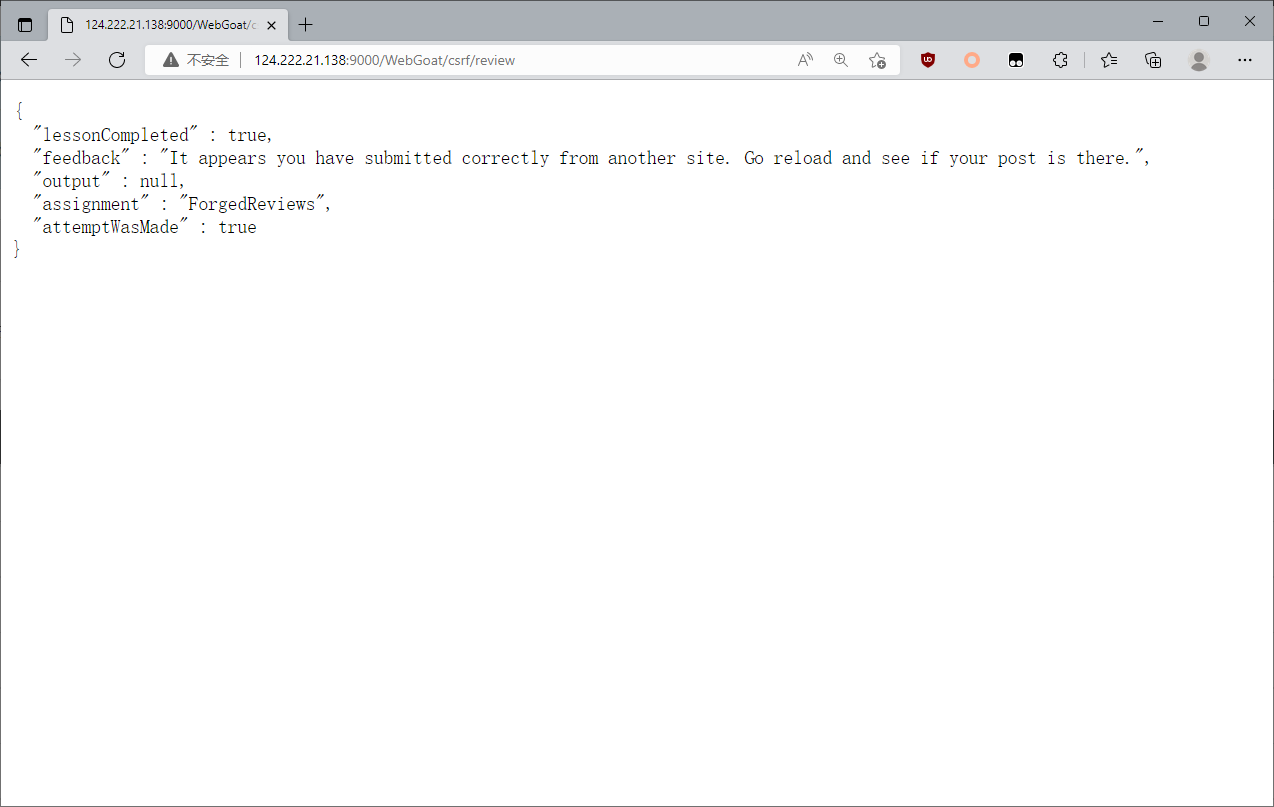 124.222.21.138:9000/WebGoat/c
不安全 124.222.21.138:9000/WebGoat/csrf/review
{
  "lessonCompleted" : true,
  "feedback" : "It appears you have submitted correctly from another site. Go reload and see if your post is there.",
  "output" : null,
  "assignment" : "ForgedReviews",
  "attemptWasMade" : true
}